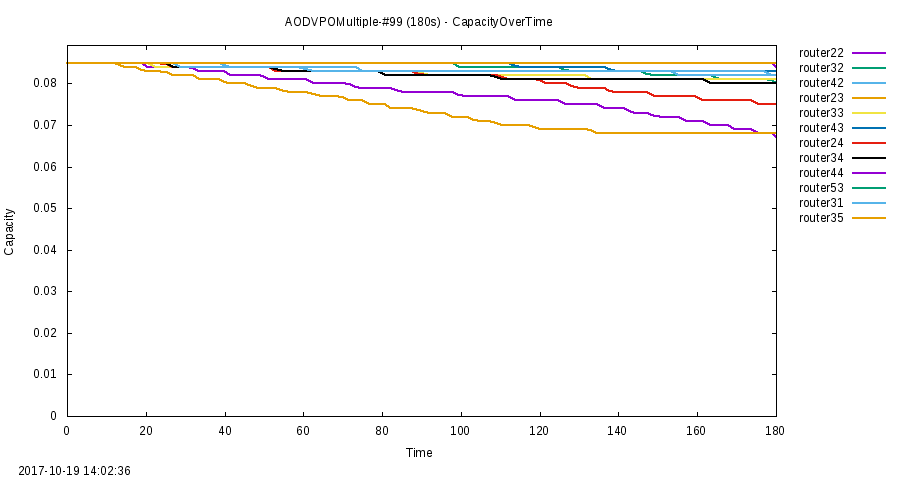 AODVPOMultiple-#99 (180s) - CapacityOverTime
router22
router32
router42
router23
router33
router43
router24
router34
router44
router53
router31
router35
0.08
0.07
0.06
0.05
0.04
0.03
0.02
0.01
0
Capacity
0 20 40 60 80 100 120 140 160 180
Time
2017-10-19 14:02:36